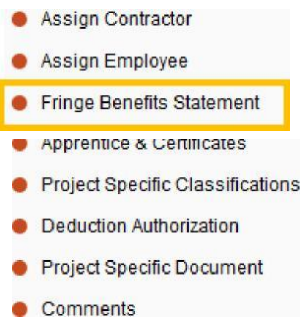 Assign Contractor
Assign Employee
Fringe Benefits Statement
Apprentice & Certificates
Project Specific Classifications
Deduction Authorization
Project Specific Document
Comments